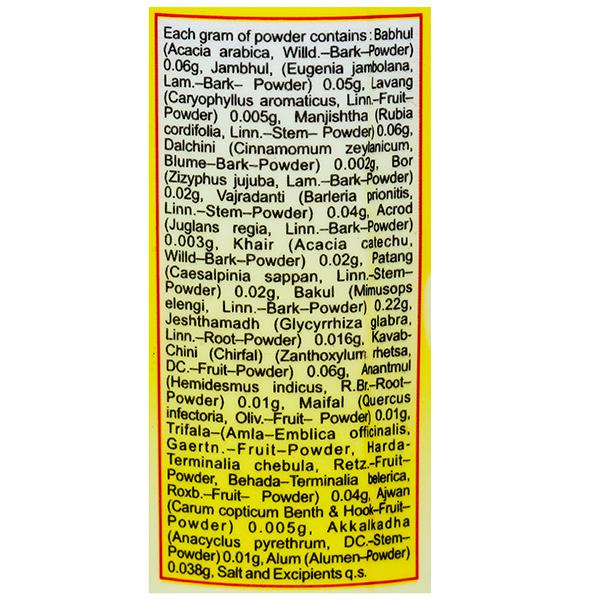 Each gram of powder contains : Babhul
(Acacia arabica, Willd.–Bark–Powder)
0.06g, Jambhul, (Eugenia jambolana,
Lam.–Bark– Powder) 0.05g, Lavang
(Caryophyllus aromaticus, Linn.-Fruit–
Powder) 0.005g, Manjishtha (Rubia
cordifolia, Linn.–Stem– Powder) 0.06g,
Dalchini (Cinnamomum zeylanicum,
Blume–Bark–Powder) 0.002g, Bor
(Zizyphus jujuba, Lam.–Bark–Powder)
0.02g, Vajradanti (Barleria prionitis,
Linn.–Stem–Powder) 0.04g, Acrod
(Juglans regia, Linn.–Bark–Powder)
0.003g, Khair (Acacia catechu,
Willd–Bark–Powder) 0.02g, Patang
(Caesalpinia sappan, Linn.-Stem–
Powder) 0.02g, Bakul (Mimusops
elengi, Linn.–Bark–Powder) 0.22g,
Jeshthamadh (Glycyrrhiza glabra,
Linn.–Root–Powder) 0.016g, Kavab-
Chini (Chirfal) (Zanthoxylum rhetsa,
DC.–Fruit–Powder) 0.06g, Anantmul
(Hemidesmus indicus, R.Br.-Root–
Powder) 0.01g, Maifal (Quercus
infectoria, Oliv.–Fruit– Powder) 0.01g,
Trifala–(Amla–Emblica officinalis,
Gaertn.–Fruit–Powder, Harda-
Terminalia chebula, Retz.-Fruit–
Powder, Behada–Terminalia belerica,
Roxb.–Fruit– Powder) 0.04g, Ajwan
(Carum copticum Benth & Hook–Fruit–
Powder) 0.005g, Akkalkadha
(Anacyclus pyrethrum, DC.–Stem–
Powder) 0.01g, Alum (Alumen–Powder)
0.038g, Salt and Excipients q.s.